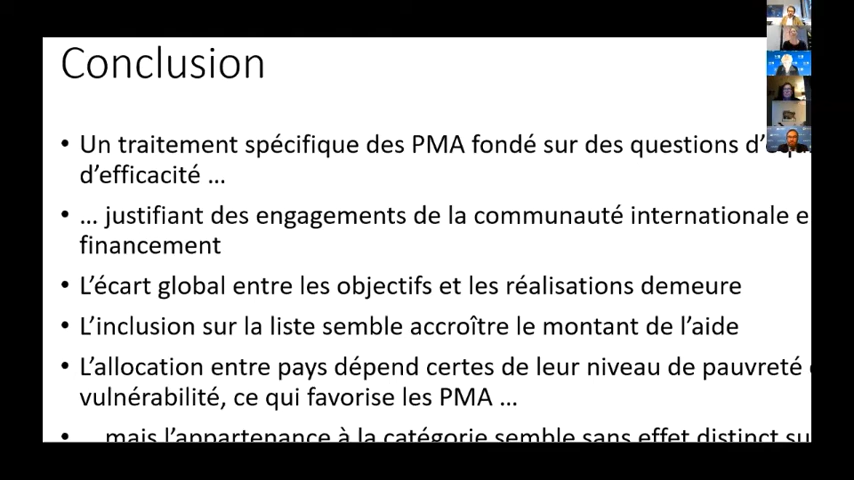 Conclusion
• Un traitement spécifique des PMA fondé sur des questions
d'efficacité ...
• ... justifiant des engagements de la communauté internationale
financement
• L'écart global entre les objectifs et les réalisations demeure
• L'inclusion sur la liste semble accroître le montant de l'aide
• L'allocation entre pays dépend certes de leur niveau de pauvreté
vulnérabilité, ce qui favorise les PMA ...
• ... mais l'appartenance à la catégorie semble sans effet distinct